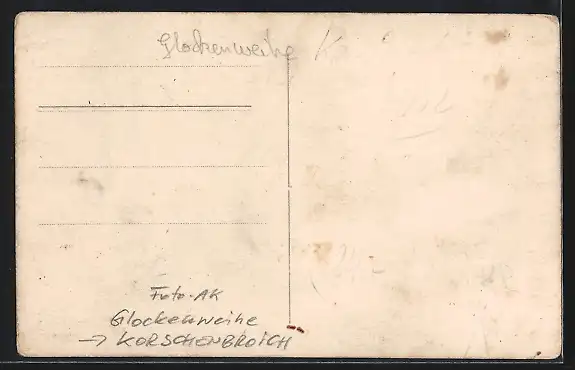 Glockenweihe K
Foto-AK
Glockenweihe
→ KORSCHENBROICH